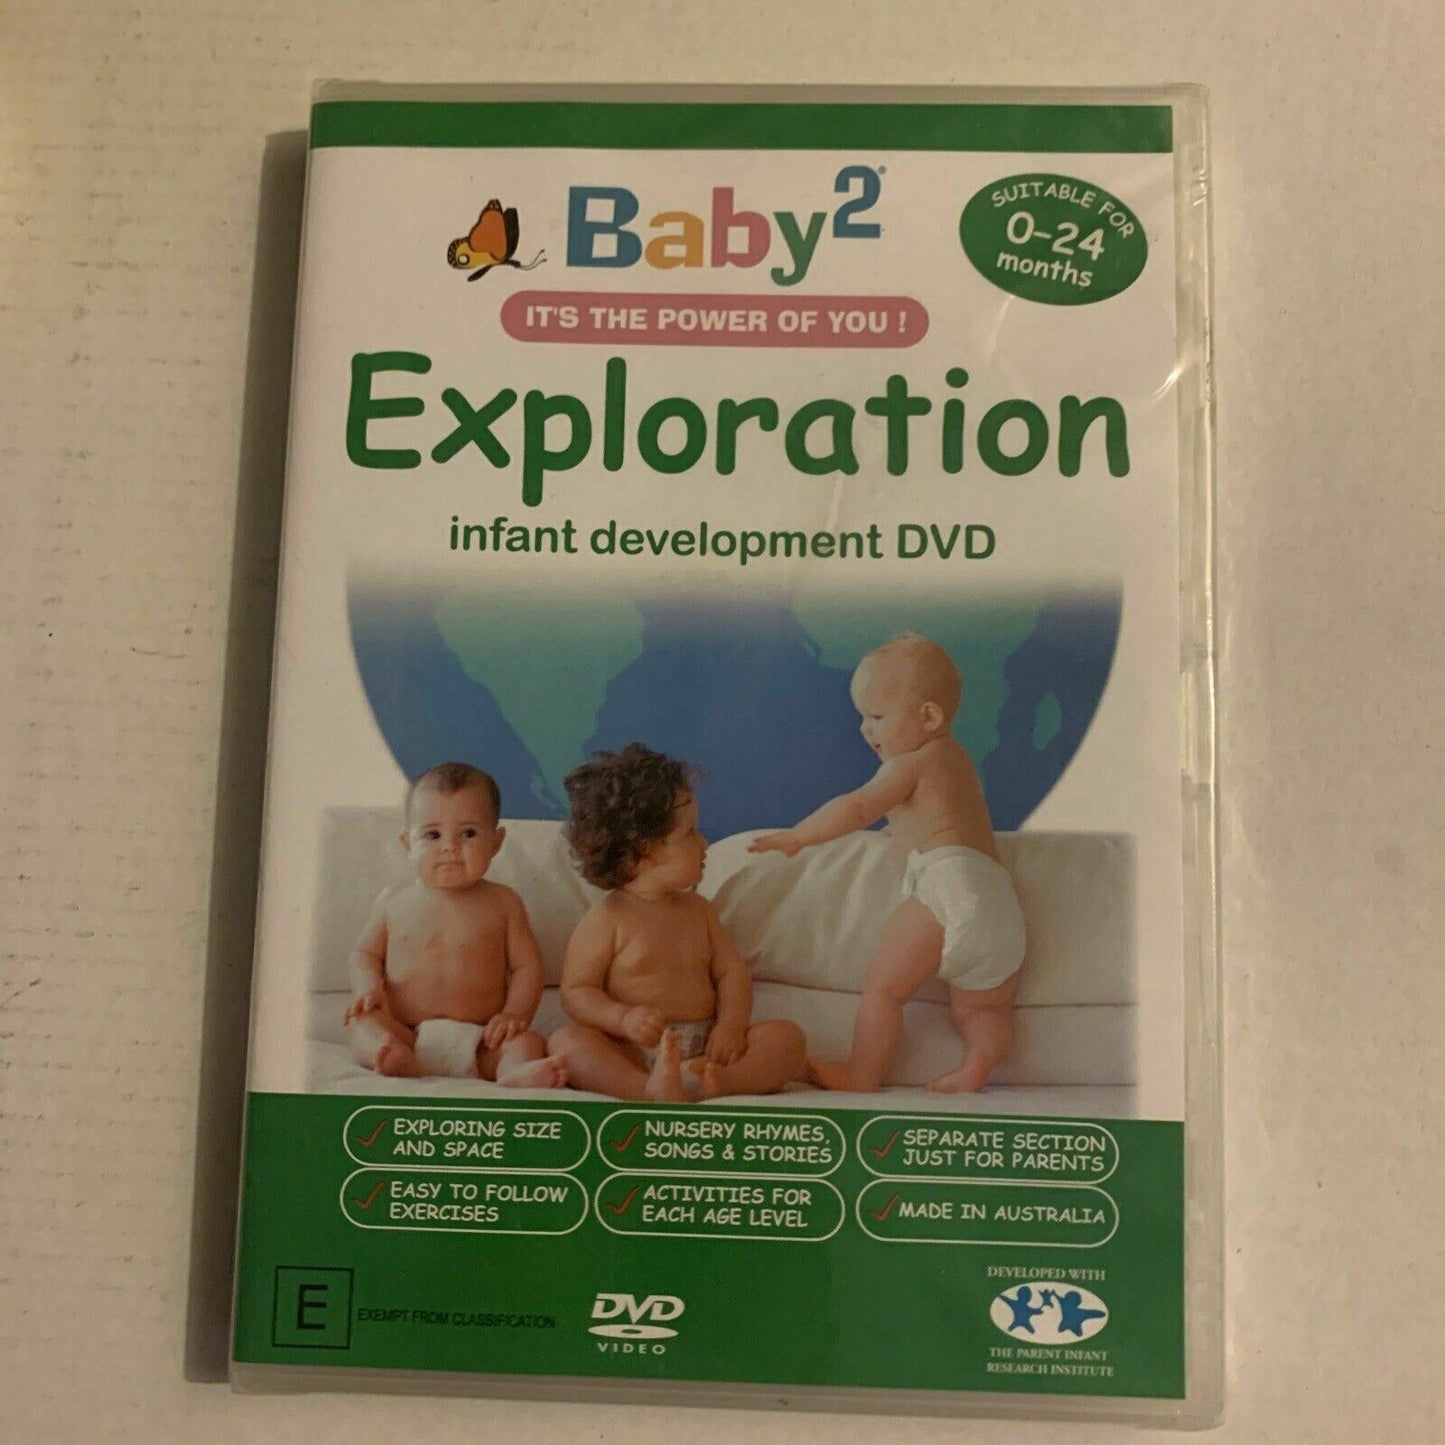 Baby2®
SUITABLE FOR
0-24
months
IT'S THE POWER OF YOU !
Exploration
infant development DVD
EXPLORING SIZE
AND SPACE
NURSERY RHYMES,
SONGS & STORIES
SEPARATE SECTION
JUST FOR PARENTS
EASY TO FOLLOW
EXERCISES
ACTIVITIES FOR
EACH AGE LEVEL
MADE IN AUSTRALIA
E
EXEMPT FROM CLASSIFICATION
DVD
VIDEO
DEVELOPED WITH
THE PARENT INFANT
RESEARCH INSTITUTE